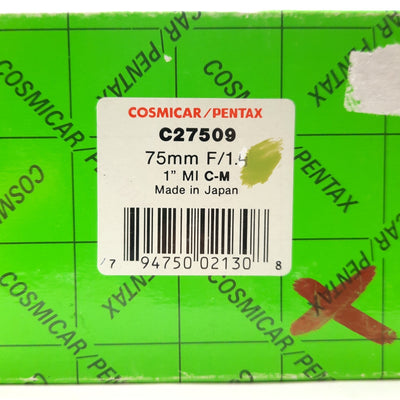 COSMICAR/PENTAX
COSMICAR/PENTAX
C27509
75mm F/1.4
1" MI C-M
Made in Japan
7 94750 02130 8
COSMICAR/PENTAX
COSMICAR/PENTAX
COSMICAR/PENTAX